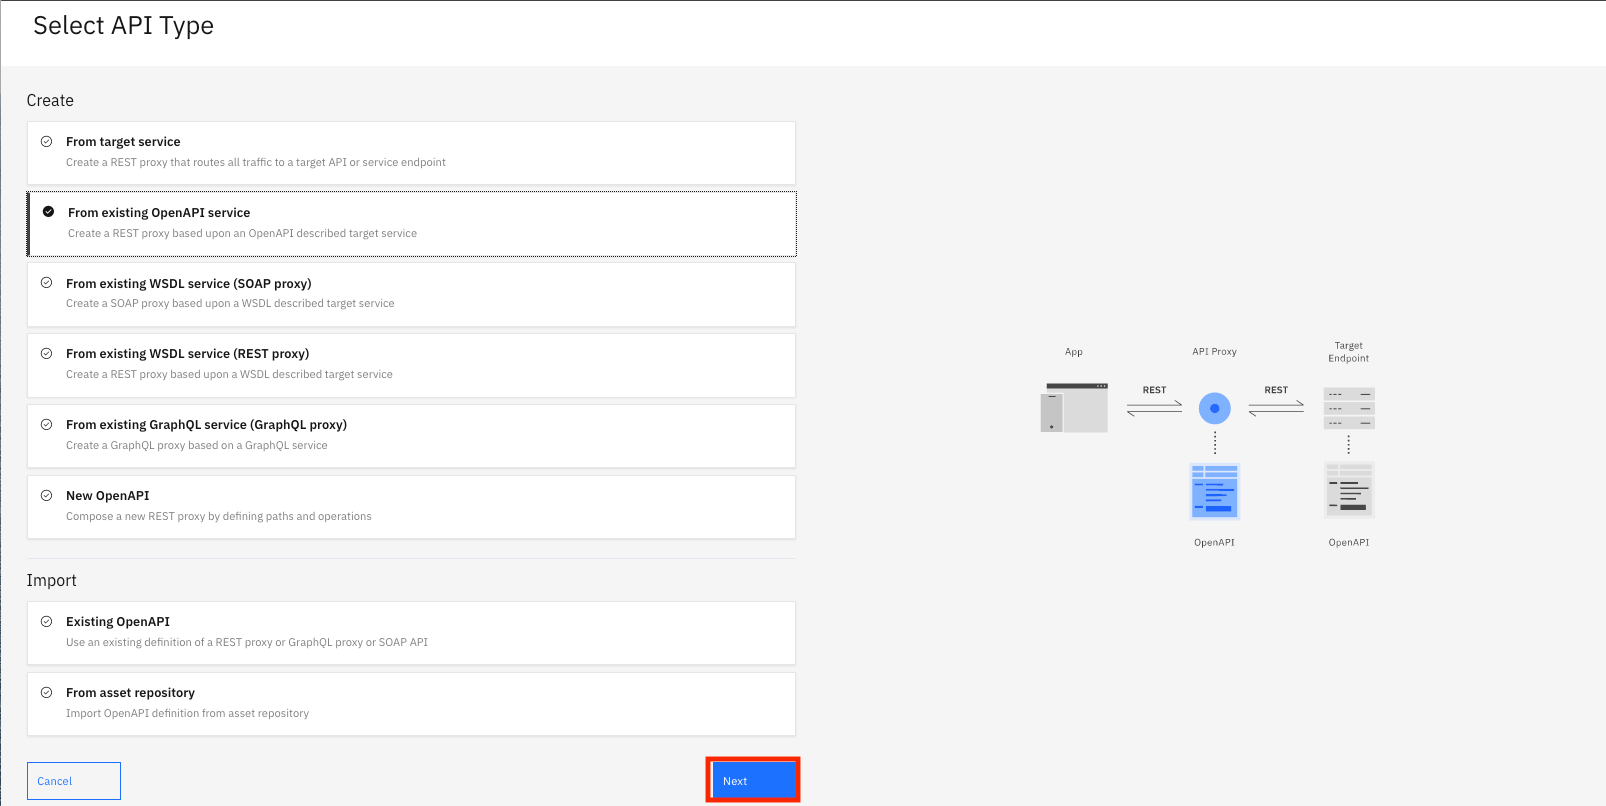 Select API Type
Create
From target service
Create a REST proxy that routes all traffic to a target API or service endpoint
From existing OpenAPI service
Create a REST proxy based upon an OpenAPI described target service
From existing WSDL service (SOAP proxy)
Create a SOAP proxy based upon a WSDL described target service
From existing WSDL service (REST proxy)
Create a REST proxy based upon a WSDL described target service
From existing GraphQL service (GraphQL proxy)
Create a GraphQL proxy based on a GraphQL service
New OpenAPI
Compose a new REST proxy by defining paths and operations
Import
Existing OpenAPI
Use an existing definition of a REST proxy or GraphQL proxy or SOAP API
From asset repository
Import OpenAPI definition from asset repository
Cancel
Next
App
API Proxy
Target
Endpoint
REST
REST
OpenAPI
OpenAPI